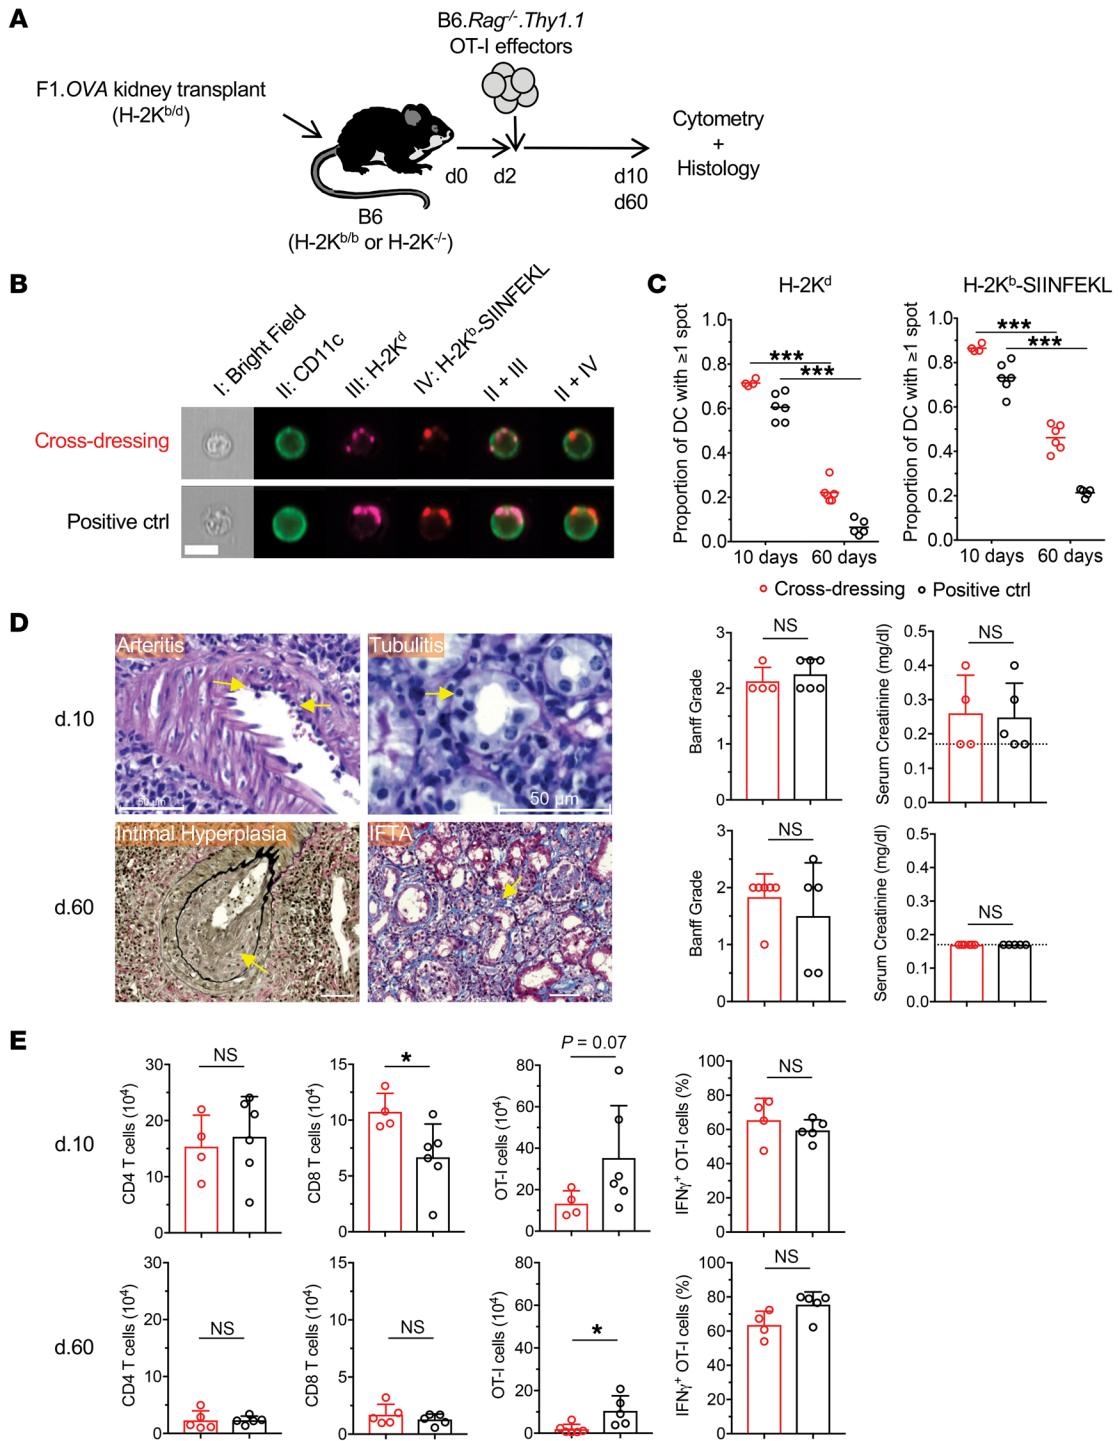 A
B6.Rag-/-.Thy1.1
OT-I effectors
F1.OVA kidney transplant
(H-2Kb/d)
Cytometry
+
Histology
d0
d2
d10
d60
B6
(H-2Kb/b or H-2K-/-)
B
I: Bright Field
II: CD11c
III: H-2Kd
IV: H-2Kb-SIINFEKL
II + III
II + IV
Cross-dressing
Positive ctrl
C
H-2Kd
Proportion of DC with ≥1 spot
1.0
0.8
0.6
0.4
0.2
0.0
***
***
10 days
60 days
H-2Kb-SIINFEKL
Proportion of DC with ≥1 spot
1.0
0.8
0.6
0.4
0.2
0.0
***
***
10 days
60 days
Cross-dressing
Positive ctrl
D
d.10
Arteritis
50 µm
Tubulitis
50 µm
Banff Grade
3
2
1
0
NS
Serum Creatinine (mg/dl)
0.5
0.4
0.3
0.2
0.1
0.0
NS
d.60
Intimal Hyperplasia
IFTA
Banff Grade
3
2
1
0
NS
Serum Creatinine (mg/dl)
0.5
0.3
0.2
0.1
0.0
NS
E
d.10
CD4 T cells (104)
30
20
10
0
NS
CD8 T cells (104)
15
10
5
0
*
OT-I cells (104)
80
60
40
20
0
P = 0.07
IFNγ+ OT-I cells (%)
100
80
60
40
20
0
NS
d.60
CD4 T cells (104)
30
20
10
0
NS
CD8 T cells (104)
15
10
5
0
NS
OT-I cells (104)
80
60
40
20
0
*
IFNγ+ OT-I cells (%)
100
80
60
40
20
0
NS